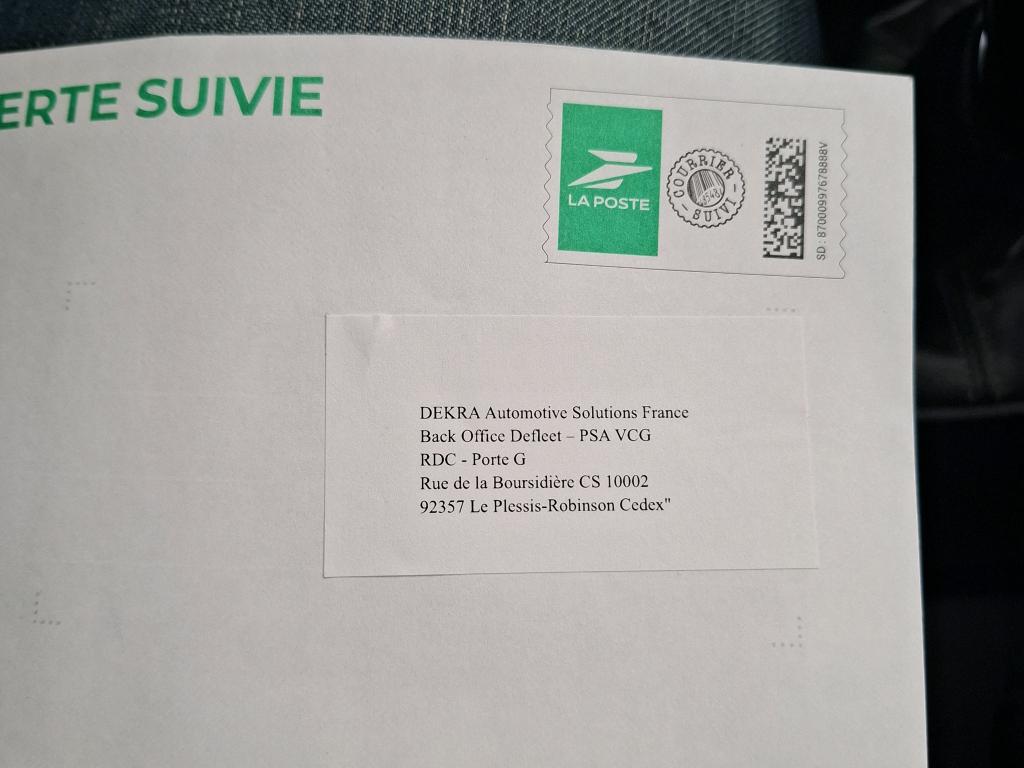 ERTE SUIVIE
LA POSTE
COURRIER
SUIVI
SD : 87000997678888V
DEKRA Automotive Solutions France
Back Office Defleet – PSA VCG
RDC - Porte G
Rue de la Boursidière CS 10002
92357 Le Plessis-Robinson Cedex"